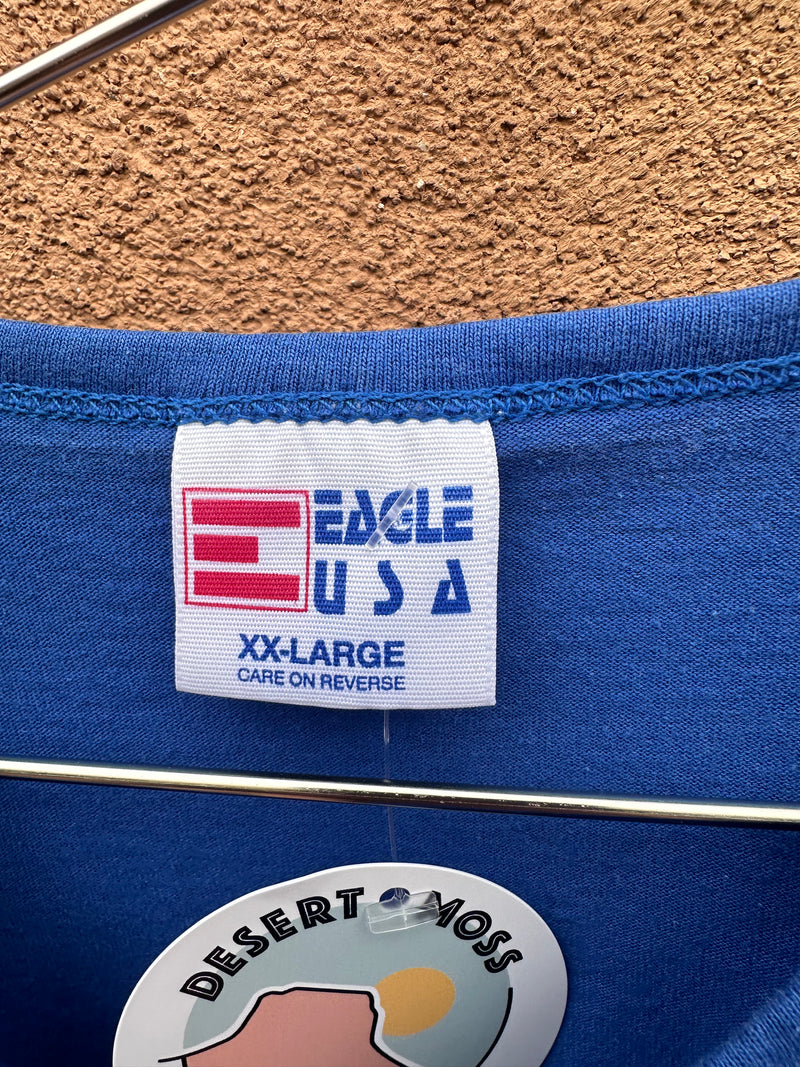 EAGLE
USA
XX-LARGE
CARE ON REVERSE
DESERT MOSS